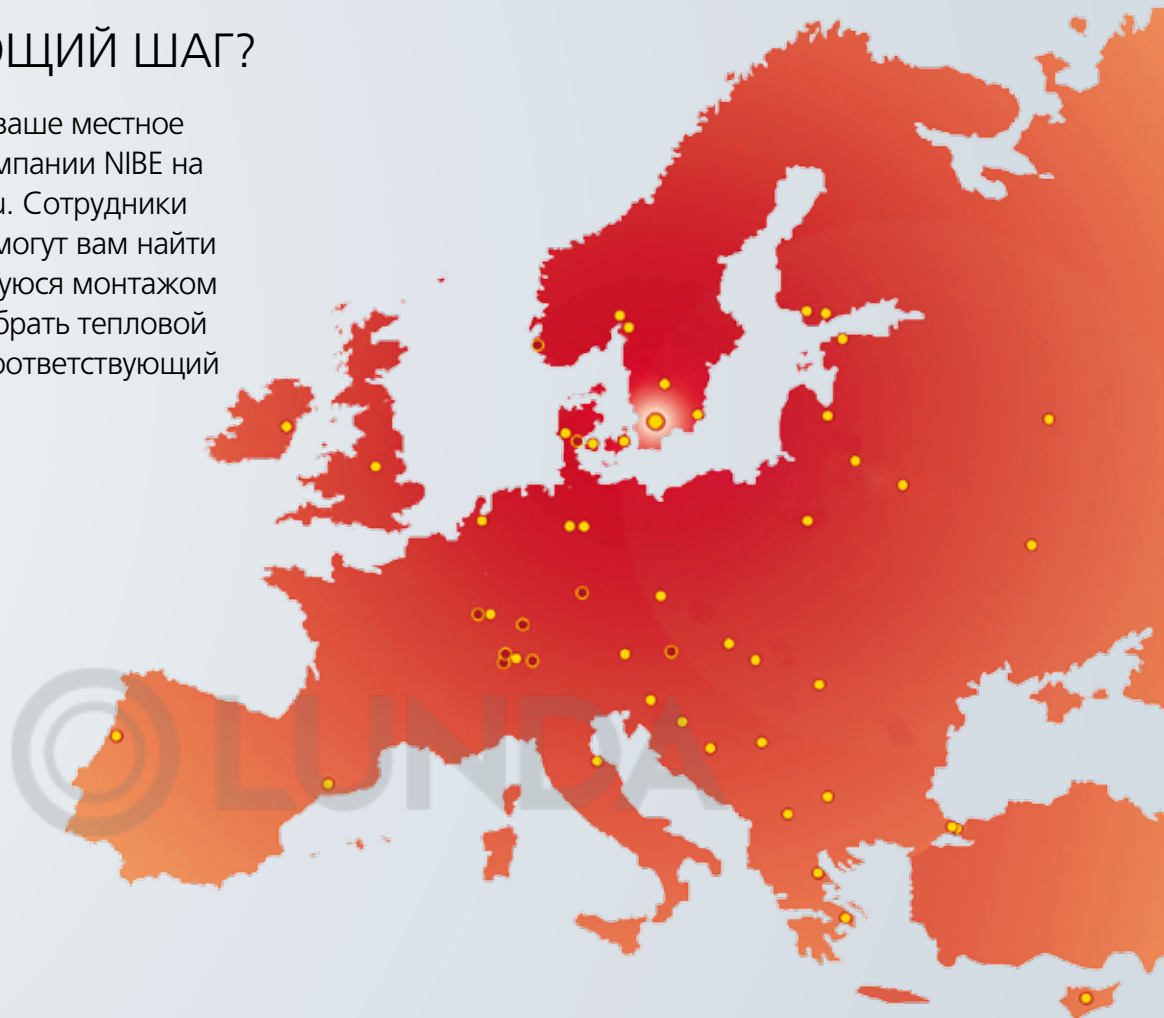 ОЩИЙ ШАГ?
ваше местное
мпании NIBE на
u. Сотрудники
могут вам найти
уюся монтажом
брать тепловой
оответствующий
LUNDA